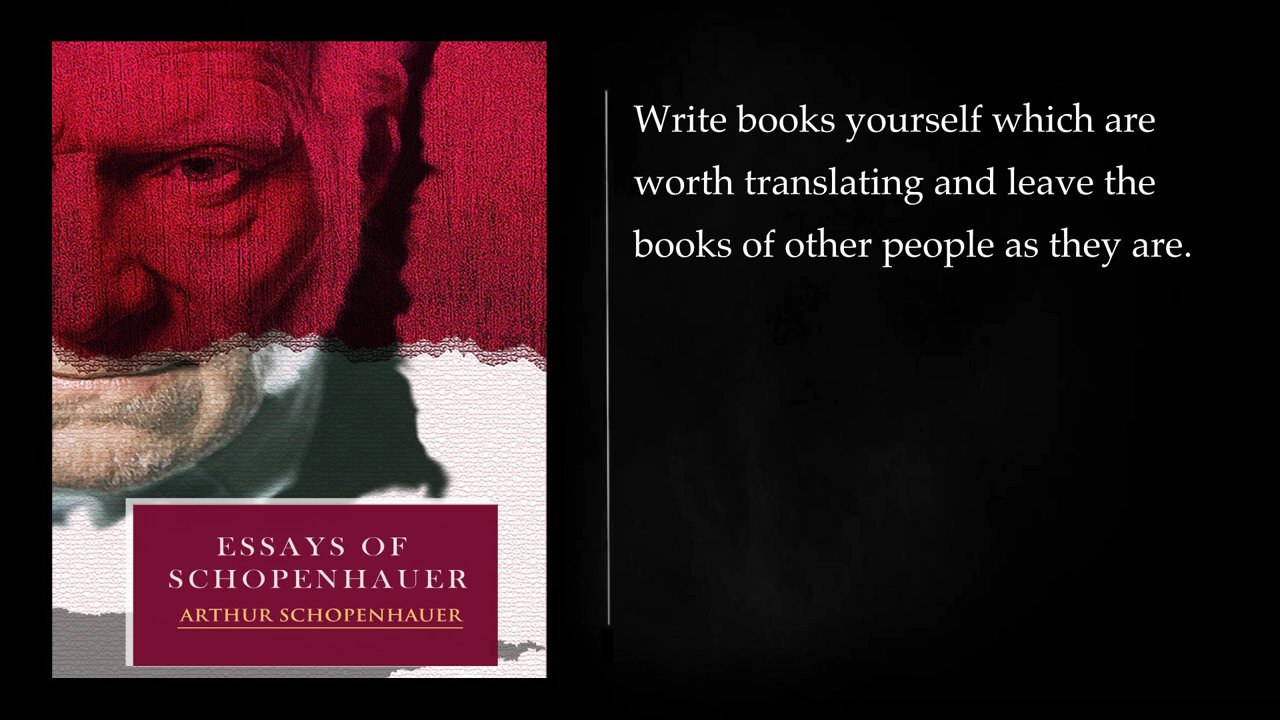 ESSAYS OF
SCHOPENHAUER
ARTHUR SCHOPENHAUER
Write books yourself which are
worth translating and leave the
books of other people as they are.